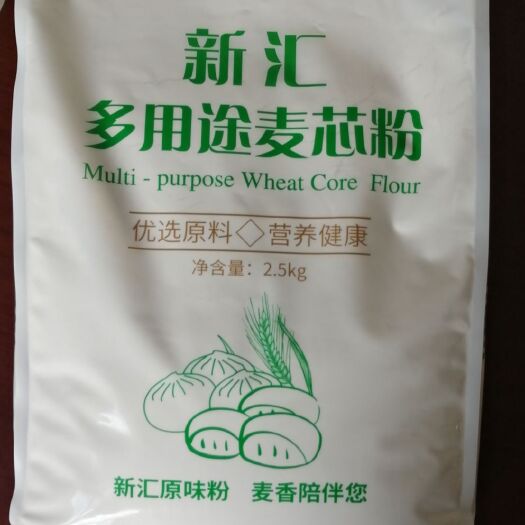 新汇
多用途麦芯粉
Multi - purpose Wheat Core Flour
优选原料◇营养健康
净含量：2.5kg
新汇原味粉 麦香陪伴您